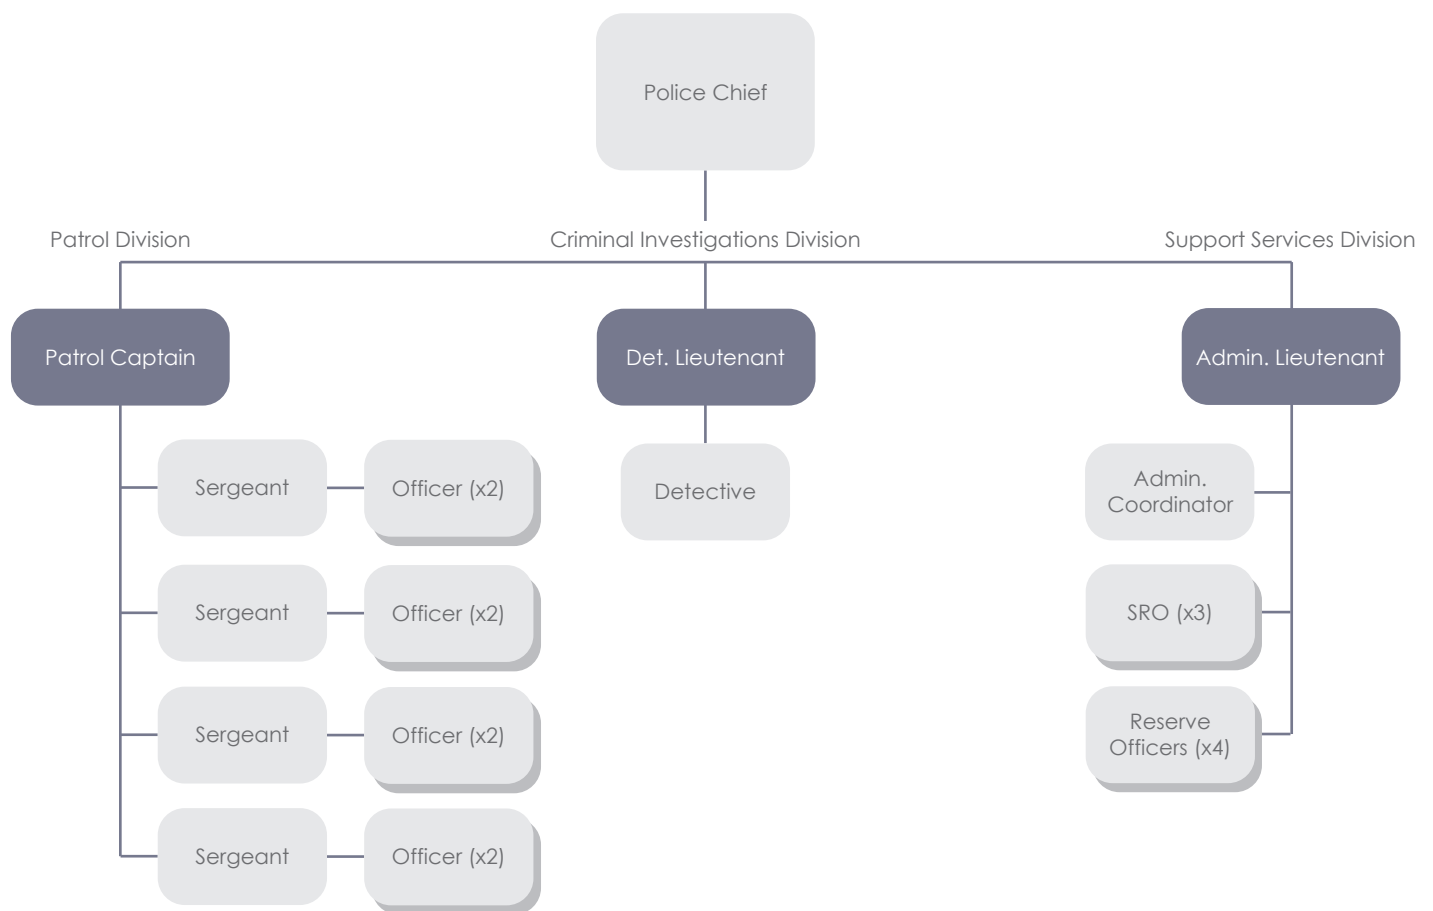 Police Chief
Patrol Division
Criminal Investigations Division
Support Services Division
Patrol Captain
Det. Lieutenant
Admin. Lieutenant
Sergeant
Officer (x2)
Detective
Admin.
Coordinator
Sergeant
Officer (x2)
SRO (x3)
Sergeant
Officer (x2)
Reserve
Officers (x4)
Sergeant
Officer (x2)